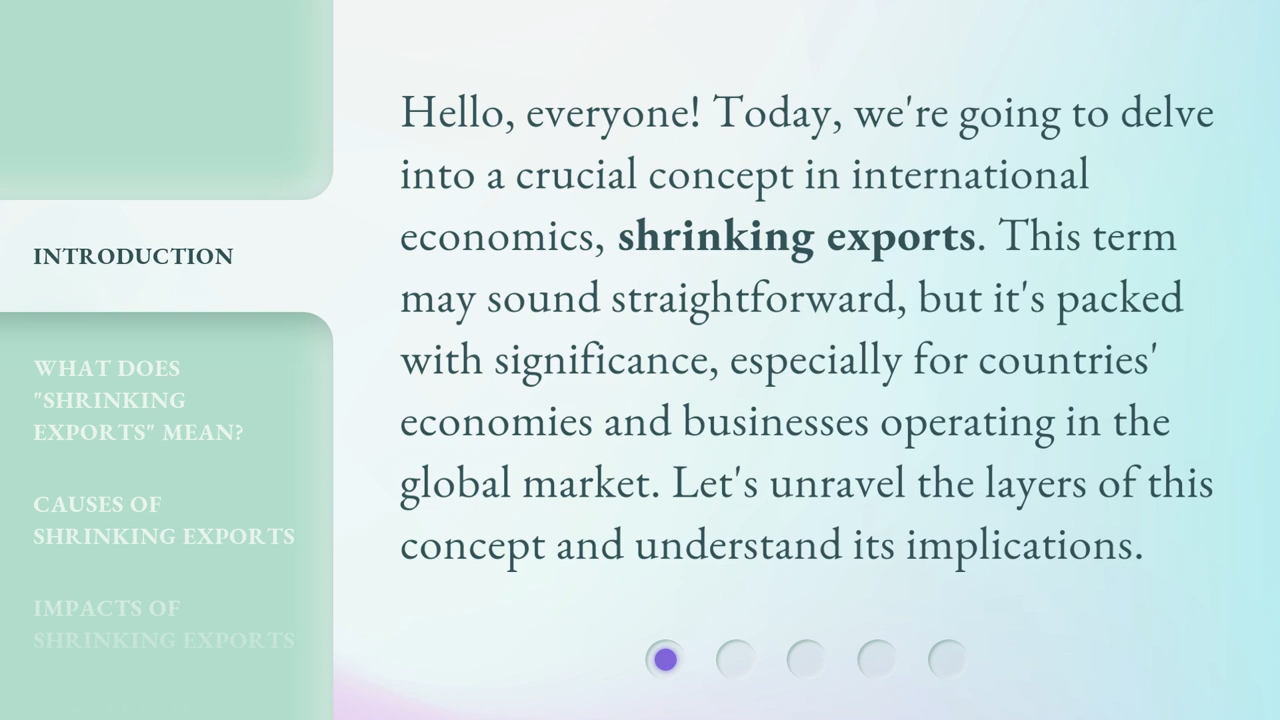 INTRODUCTION
WHAT DOES
"SHRINKING
EXPORTS" MEAN?
CAUSES OF
SHRINKING EXPORTS
IMPACTS OF
SHRINKING EXPORTS
Hello, everyone! Today, we're going to delve
into a crucial concept in international
economics, shrinking exports. This term
may sound straightforward, but it's packed
with significance, especially for countries'
economies and businesses operating in the
global market. Let's unravel the layers of this
concept and understand its implications.